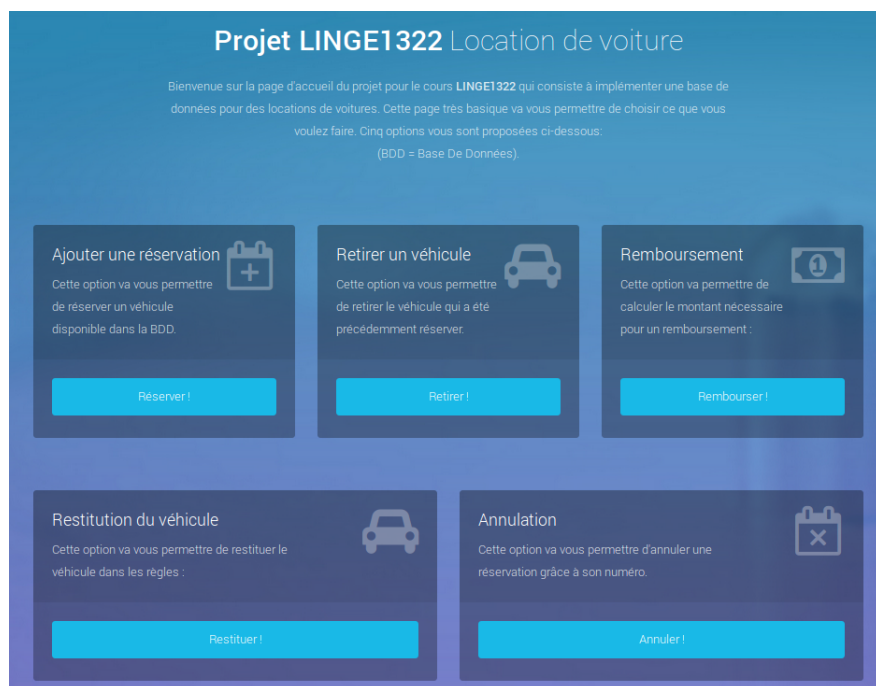 Projet LINGE1322 Location de voiture
Bienvenue sur la page d'accueil du projet pour le cours LINGE1322 qui consiste à implémenter une base de
données pour des locations de voitures. Cette page très basique va vous permettre de choisir ce que vous
voulez faire. Cinq options vous sont proposées ci-dessous:
(BDD = Base De Données).
Ajouter une réservation
Cette option va vous permettre
de réserver un véhicule
disponible dans la BDD.
Réserver !
Retirer un véhicule
Cette option va vous permettre
de retirer le véhicule qui a été
précédemment réserver.
Retirer !
Remboursement
1
Cette option va permettre de
calculer le montant nécessaire
pour un remboursement :
Rembourser !
Restitution du véhicule
Cette option va vous permettre de restituer le
véhicule dans les règles :
Restituer !
Annulation
Cette option va vous permettre d'annuler une
réservation grâce à son numéro.
Annuler !